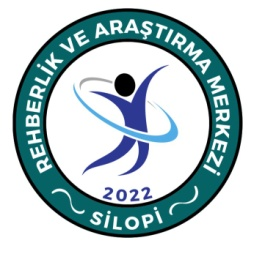 REHBERLİK VE ARAŞTIRMA MERKEZİ
2022
SİLOPİ